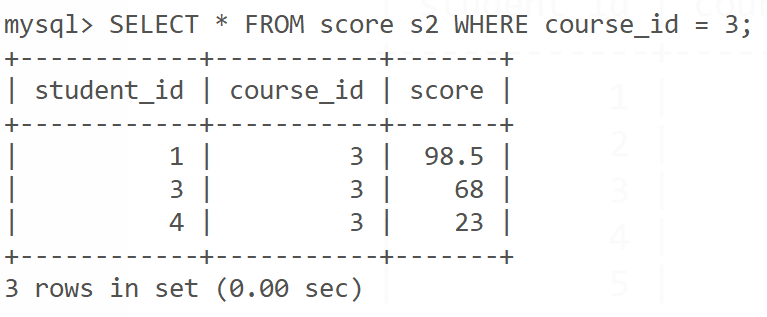 mysql> SELECT * FROM score s2 WHERE course_id = 3;
+------------+-----------+-------+
| student_id | course_id | score |
+------------+-----------+-------+
|          1 |         3 |  98.5 |
|          3 |         3 |    68 |
|          4 |         3 |    23 |
+------------+-----------+-------+
3 rows in set (0.00 sec)